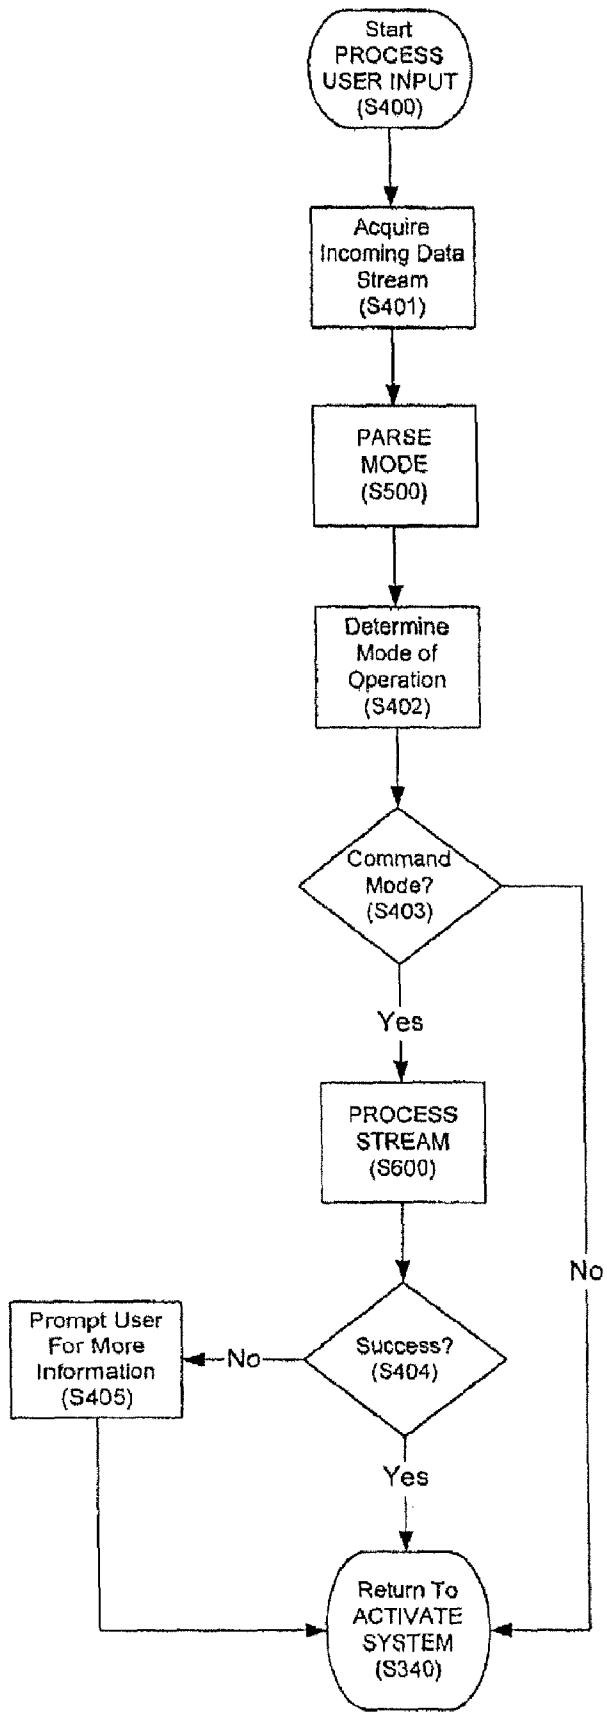 Start
PROCESS
USER INPUT
(S400)
Acquire
Incoming Data
Stream
(S401)
PARSE
MODE
(S500)
Determine
Mode of
Operation
(S402)
Command
Mode?
(S403)
Yes
No
PROCESS
STREAM
(S600)
Success?
(S404)
No
Prompt User
For More
Information
(S405)
Yes
Return To
ACTIVATE
SYSTEM
(S340)